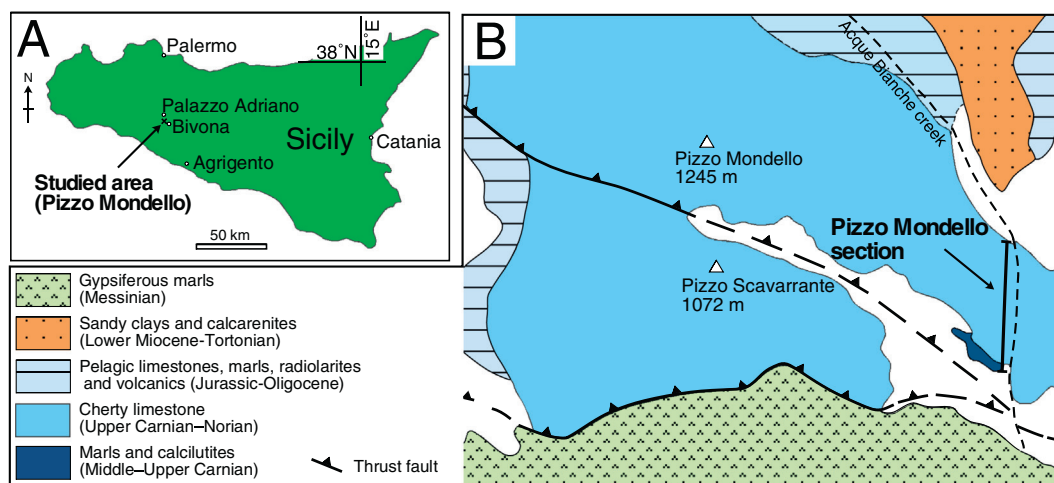 A
Palermo
38°N
15°E
N
Palazzo Adriano
Bivona
Sicily
Catania
Agrigento
Studied area
(Pizzo Mondello)
50 km
B
Acque Bianche creek
Pizzo Mondello
1245 m
Pizzo Mondello
section
Pizzo Scavarrante
1072 m
Gypsiferous marls
(Messinian)
Sandy clays and calcarenites
(Lower Miocene-Tortonian)
Pelagic limestones, marls, radiolarites
and volcanics (Jurassic-Oligocene)
Cherty limestone
(Upper Carnian–Norian)
Marls and calcilutites
(Middle–Upper Carnian)
Thrust fault